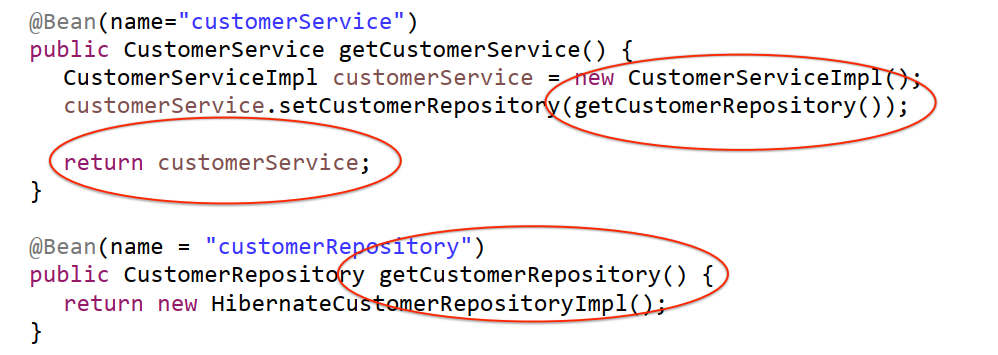 @Bean(name="customerService")
public CustomerService getCustomerService() {
CustomerServiceImpl customerService = new CustomerServiceImpl();
customerService.setCustomerRepository(getCustomerRepository());
return customerService;
}
@Bean(name = "customerRepository")
public CustomerRepository getCustomerRepository() {
return new HibernateCustomerRepositoryImpl();
}